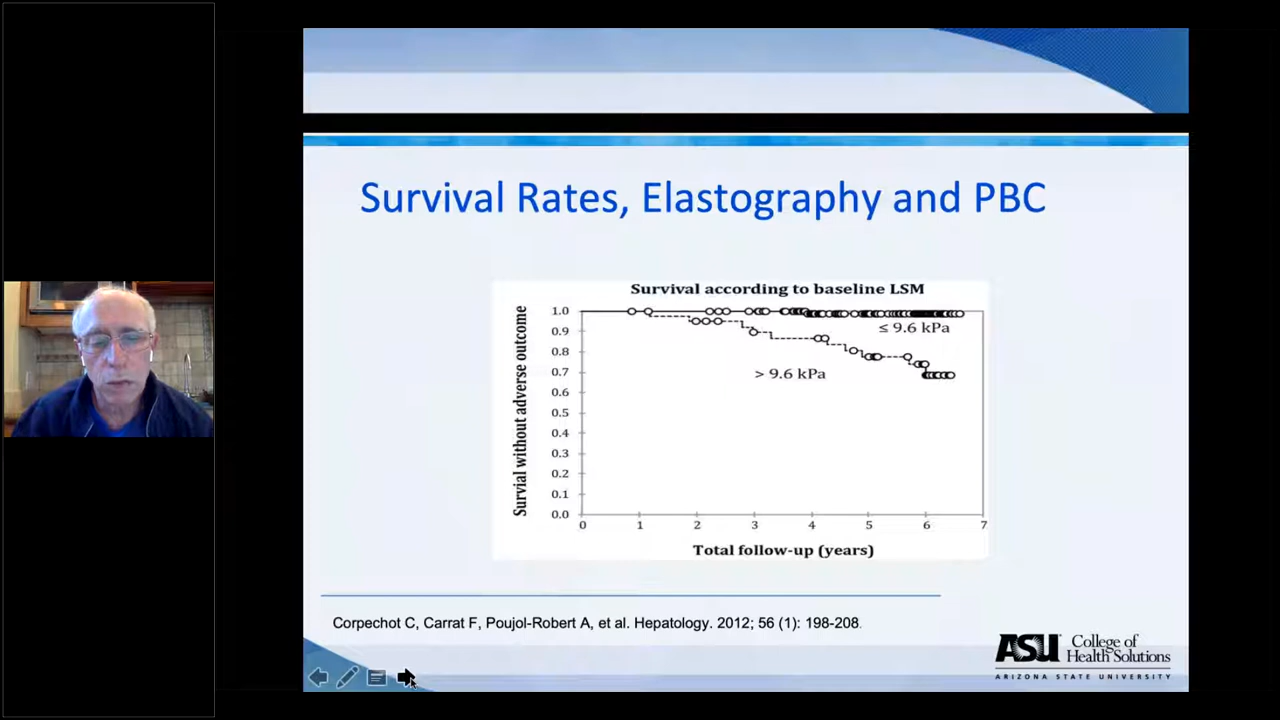 Survival Rates, Elastography and PBC
Survival according to baseline LSM
Survial without adverse outcome
1.0
0.9
0.8
0.7
0.6
0.5
0.4
0.3
0.2
0.1
0.0
≤ 9.6 kPa
> 9.6 kPa
0 1 2 3 4 5 6 7
Total follow-up (years)
Corpechot C, Carrat F, Poujol-Robert A, et al. Hepatology. 2012; 56 (1): 198-208.
ASU College of
Health Solutions
ARIZONA STATE UNIVERSITY